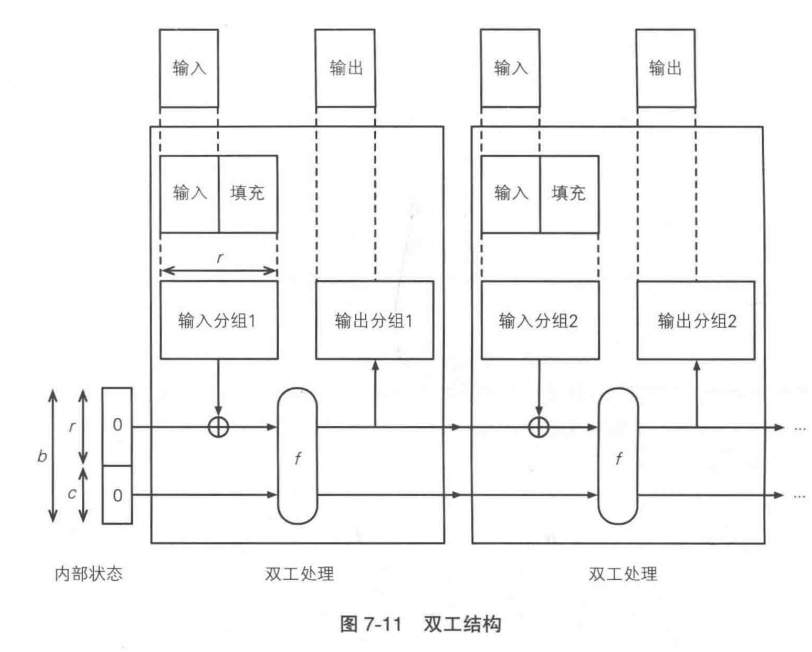 输入 输出 输入 输出
输入 填充 输入 填充
r
输入分组1 输出分组1 输入分组2 输出分组2
b r 0 f f ...
c 0 ...
内部状态 双工处理 双工处理
图 7-11 双工结构